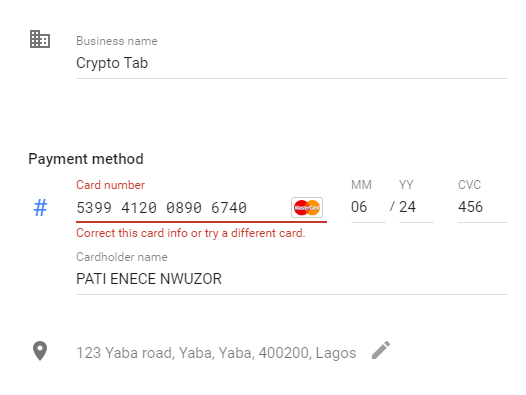 Business name
Crypto Tab
Payment method
Card number MM YY CVC
# 5399 4120 0890 6740 MasterCard 06 / 24 456
Correct this card info or try a different card.
Cardholder name
PATI ENECE NWUZOR
123 Yaba road, Yaba, Yaba, 400200, Lagos